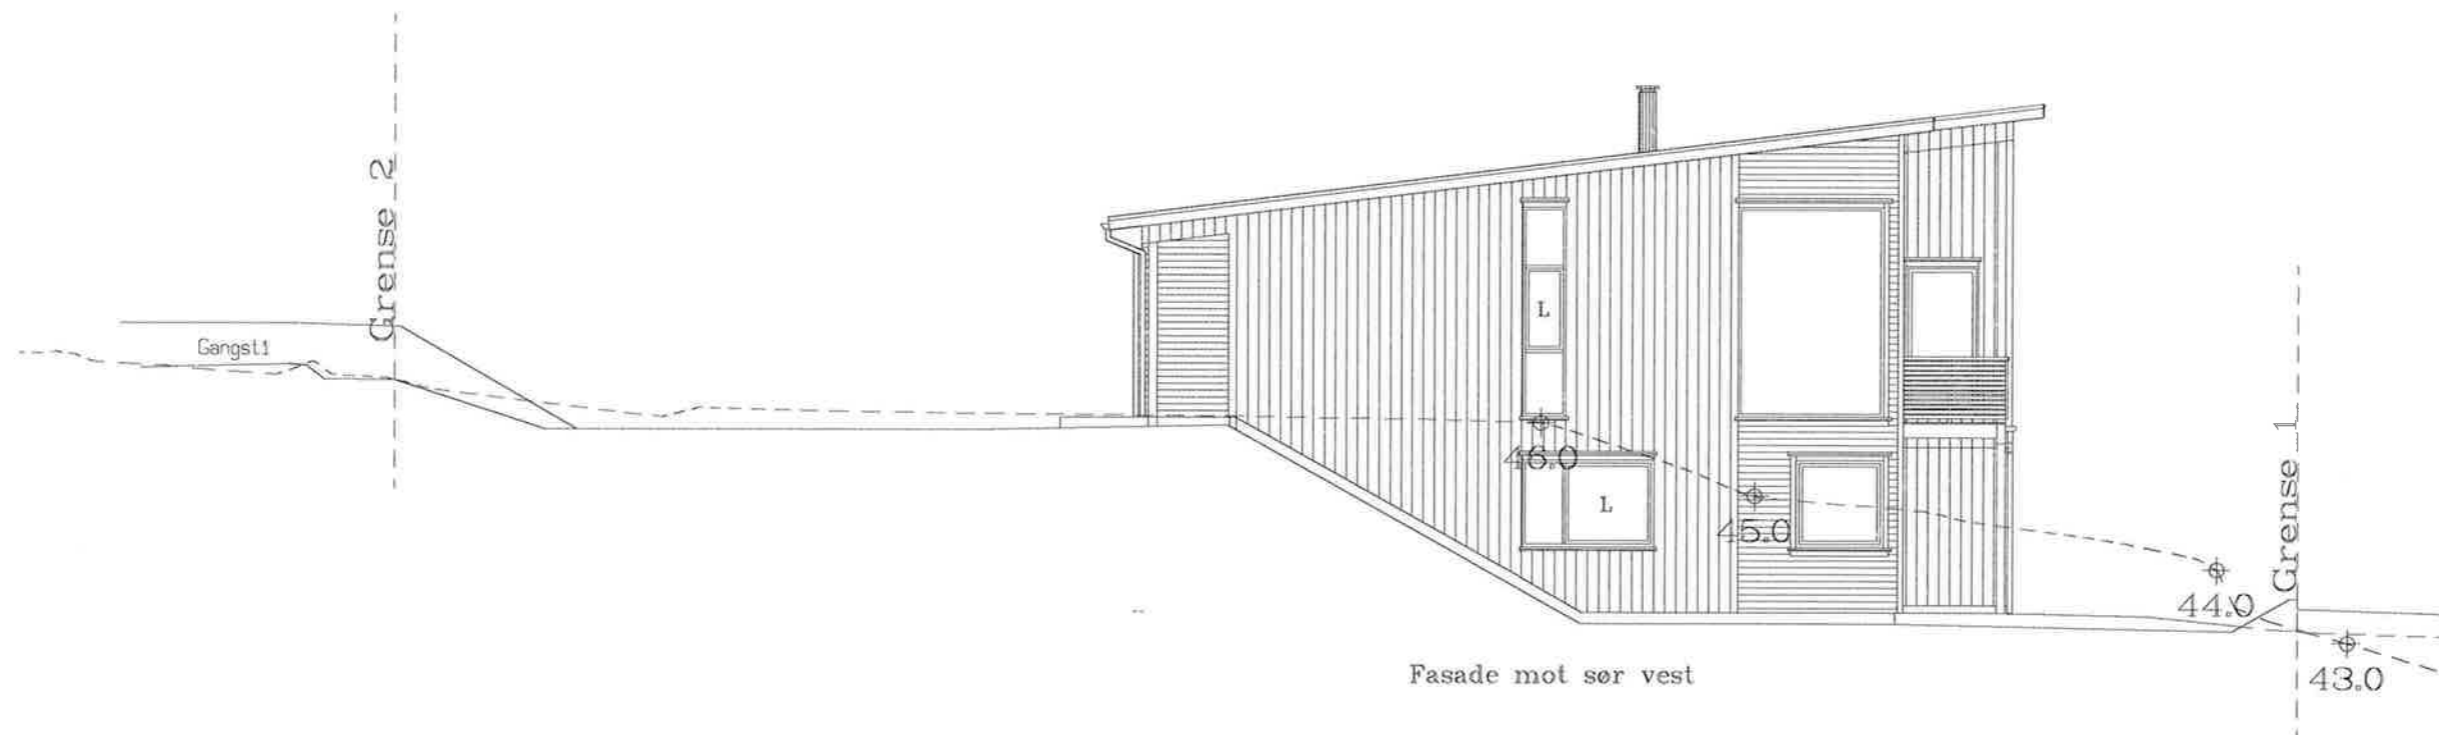 Grense 2
Gangst1
L
46.0
L
45.0
Grense 1
44.0
43.0
Fasade mot sør vest